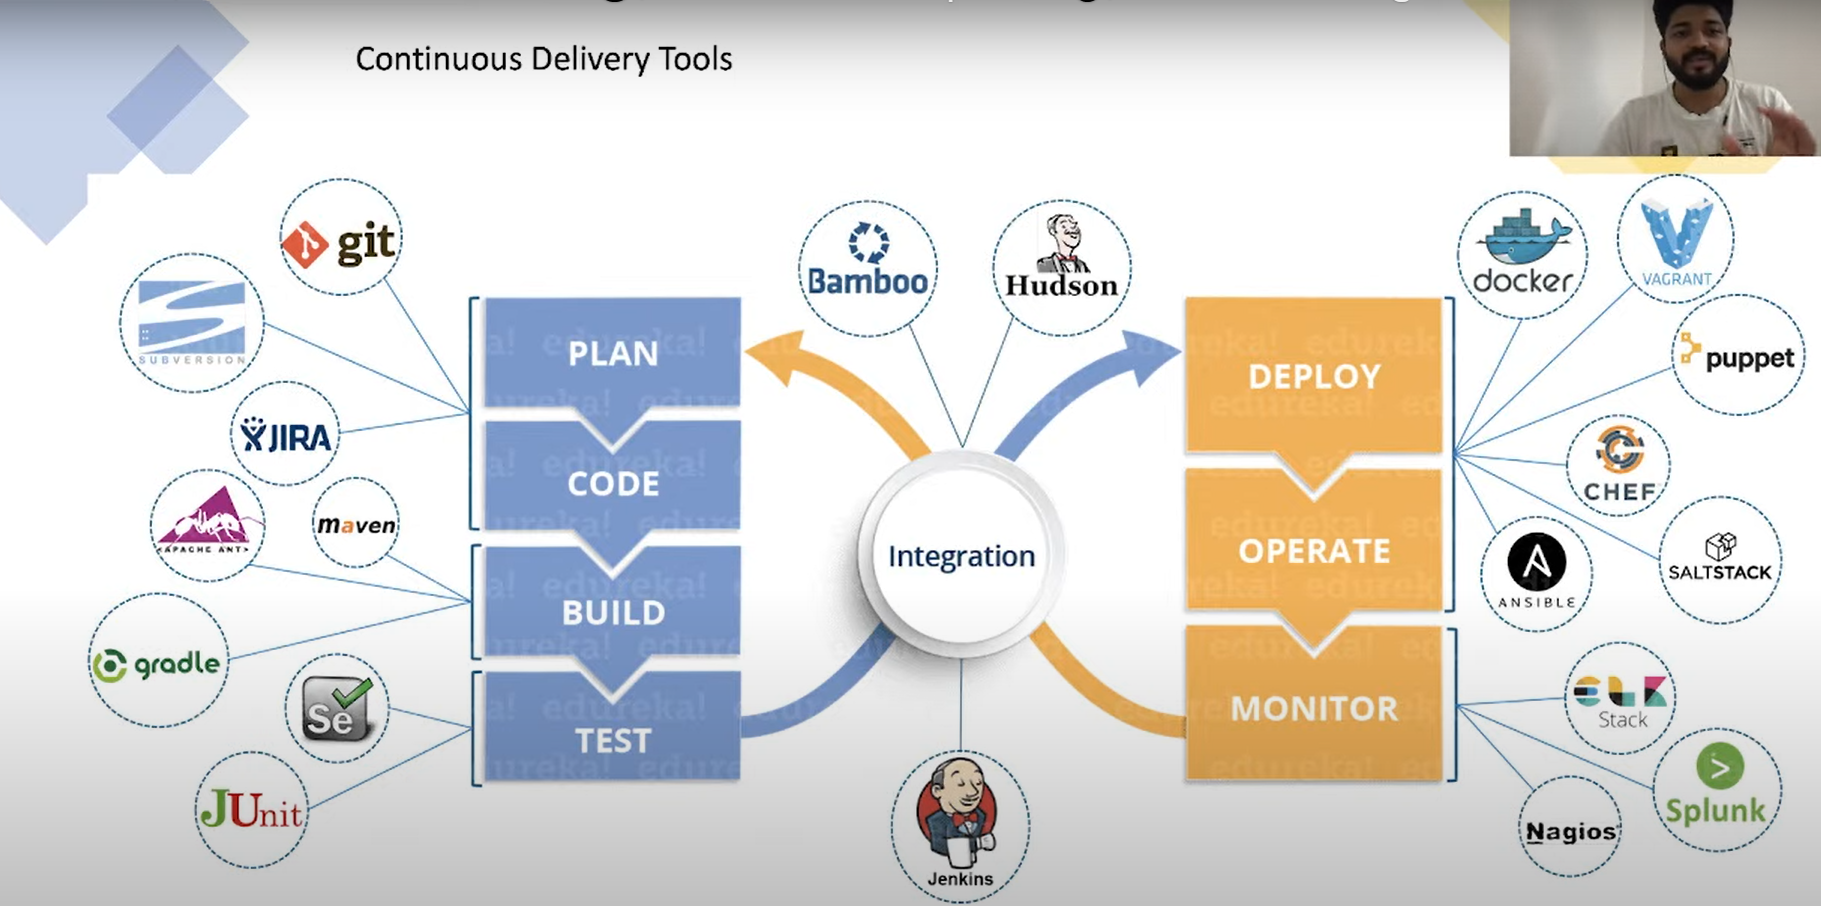 Continuous Delivery Tools
git
SUBVERSION
JIRA
<APACHE ANT>
maven
gradle
Se
JUnit
PLAN
CODE
BUILD
TEST
Bamboo
Hudson
Integration
Jenkins
DEPLOY
OPERATE
MONITOR
docker
VAGRANT
puppet
CHEF
SALTSTACK
ANSIBLE
ELK
Stack
Splunk
Nagios
edureka!